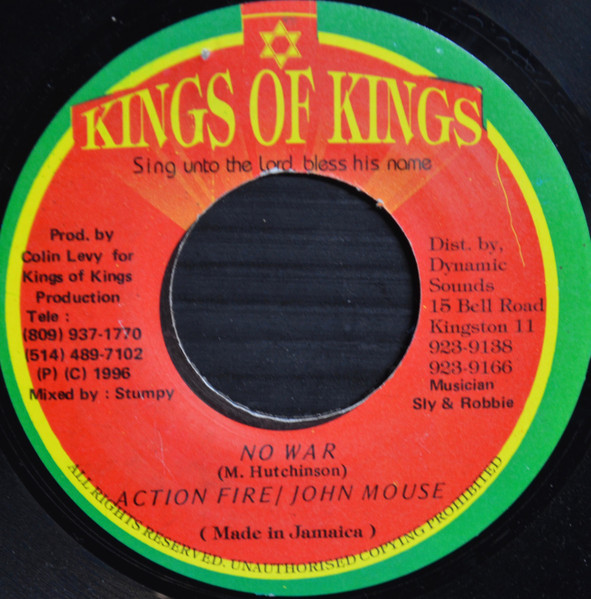 KINGS OF KINGS
Sing unto the Lord, bless his name
Prod. by
Colin Levy for
Kings of Kings
Production
Tele :
(809) 937-1770
(514) 489-7102
(P) (C) 1996
Mixed by : Stumpy
Dist. by,
Dynamic
Sounds
15 Bell Road
Kingston 11
923-9138
923-9166
Musician
Sly & Robbie
NO WAR
(M. Hutchinson)
ACTION FIRE/ JOHN MOUSE
( Made in Jamaica )
ALL RIGHTS RESERVED. UNAUTHORISED COPYING PROHIBITED